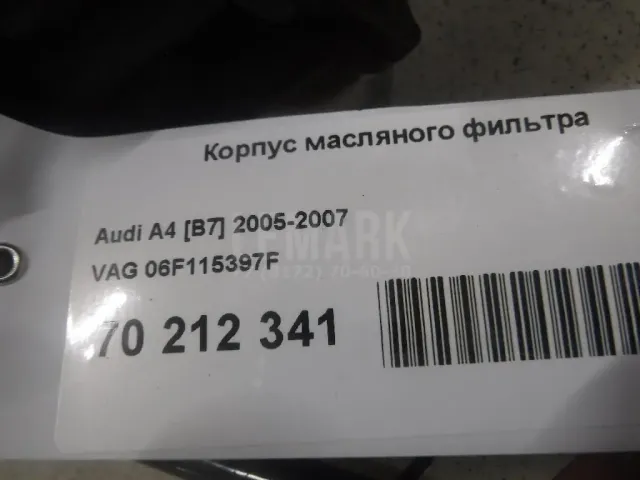 Корпус масляного фильтра
Audi A4 [B7] 2005-2007
VAG 06F115397F
70 212 341